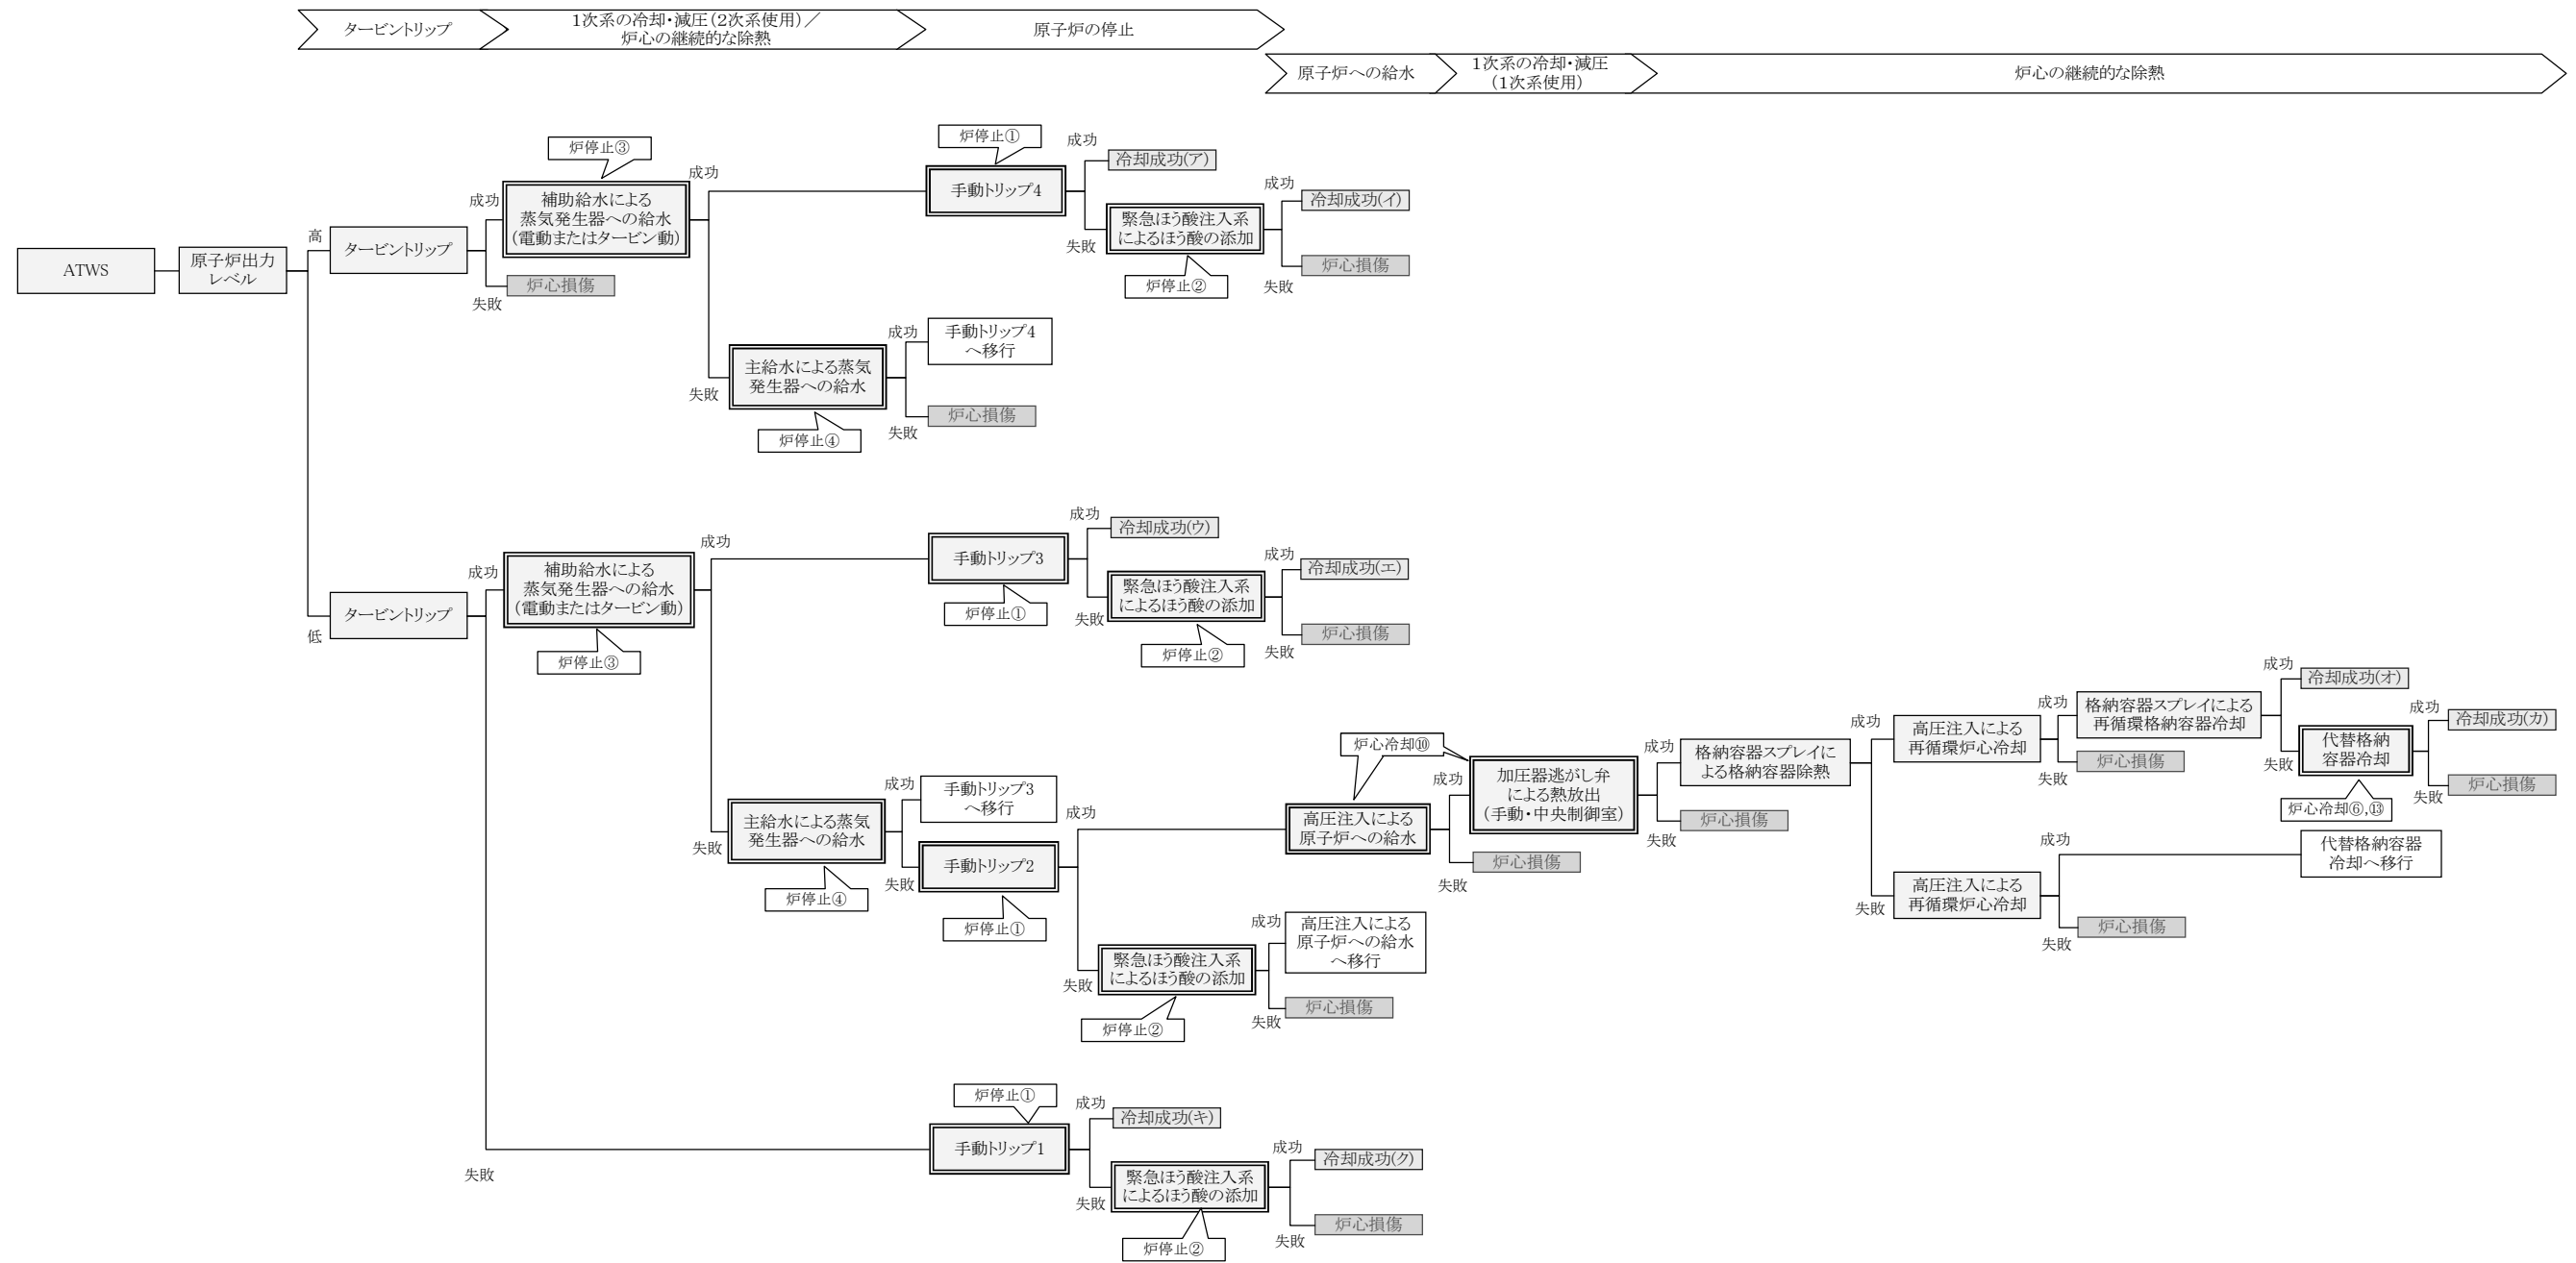 タービントリップ
1次系の冷却・減圧(2次系使用)／
炉心の継続的な除熱
原子炉の停止
原子炉への給水
1次系の冷却・減圧
(1次系使用)
炉心の継続的な除熱
ATWS
原子炉出力
レベル
高
タービントリップ
成功
補助給水による
蒸気発生器への給水
(電動またはタービン動)
炉停止③
失敗
炉心損傷
成功
手動トリップ4
炉停止①
成功
冷却成功(ア)
失敗
緊急ほう酸注入系
によるほう酸の添加
炉停止②
成功
冷却成功(イ)
失敗
炉心損傷
失敗
主給水による蒸気
発生器への給水
炉停止④
成功
手動トリップ4
へ移行
失敗
炉心損傷
低
タービントリップ
成功
補助給水による
蒸気発生器への給水
(電動またはタービン動)
炉停止③
成功
手動トリップ3
炉停止①
成功
冷却成功(ウ)
失敗
緊急ほう酸注入系
によるほう酸の添加
炉停止②
成功
冷却成功(エ)
失敗
炉心損傷
失敗
主給水による蒸気
発生器への給水
炉停止④
成功
手動トリップ3
へ移行
失敗
手動トリップ2
炉停止①
成功
高圧注入による
原子炉への給水
炉心冷却⑩
成功
加圧器逃がし弁
による熱放出
(手動・中央制御室)
失敗
炉心損傷
成功
格納容器スプレイに
よる格納容器除熱
失敗
炉心損傷
成功
高圧注入による
再循環炉心冷却
成功
格納容器スプレイによる
再循環格納容器冷却
失敗
炉心損傷
成功
冷却成功(オ)
失敗
代替格納
容器冷却
炉心冷却⑥,⑬
成功
冷却成功(カ)
失敗
炉心損傷
失敗
高圧注入による
再循環炉心冷却
成功
代替格納容器
冷却へ移行
失敗
炉心損傷
失敗
緊急ほう酸注入系
によるほう酸の添加
炉停止②
成功
高圧注入による
原子炉への給水
へ移行
失敗
炉心損傷
失敗
手動トリップ1
炉停止①
成功
冷却成功(キ)
失敗
緊急ほう酸注入系
によるほう酸の添加
炉停止②
成功
冷却成功(ク)
失敗
炉心損傷